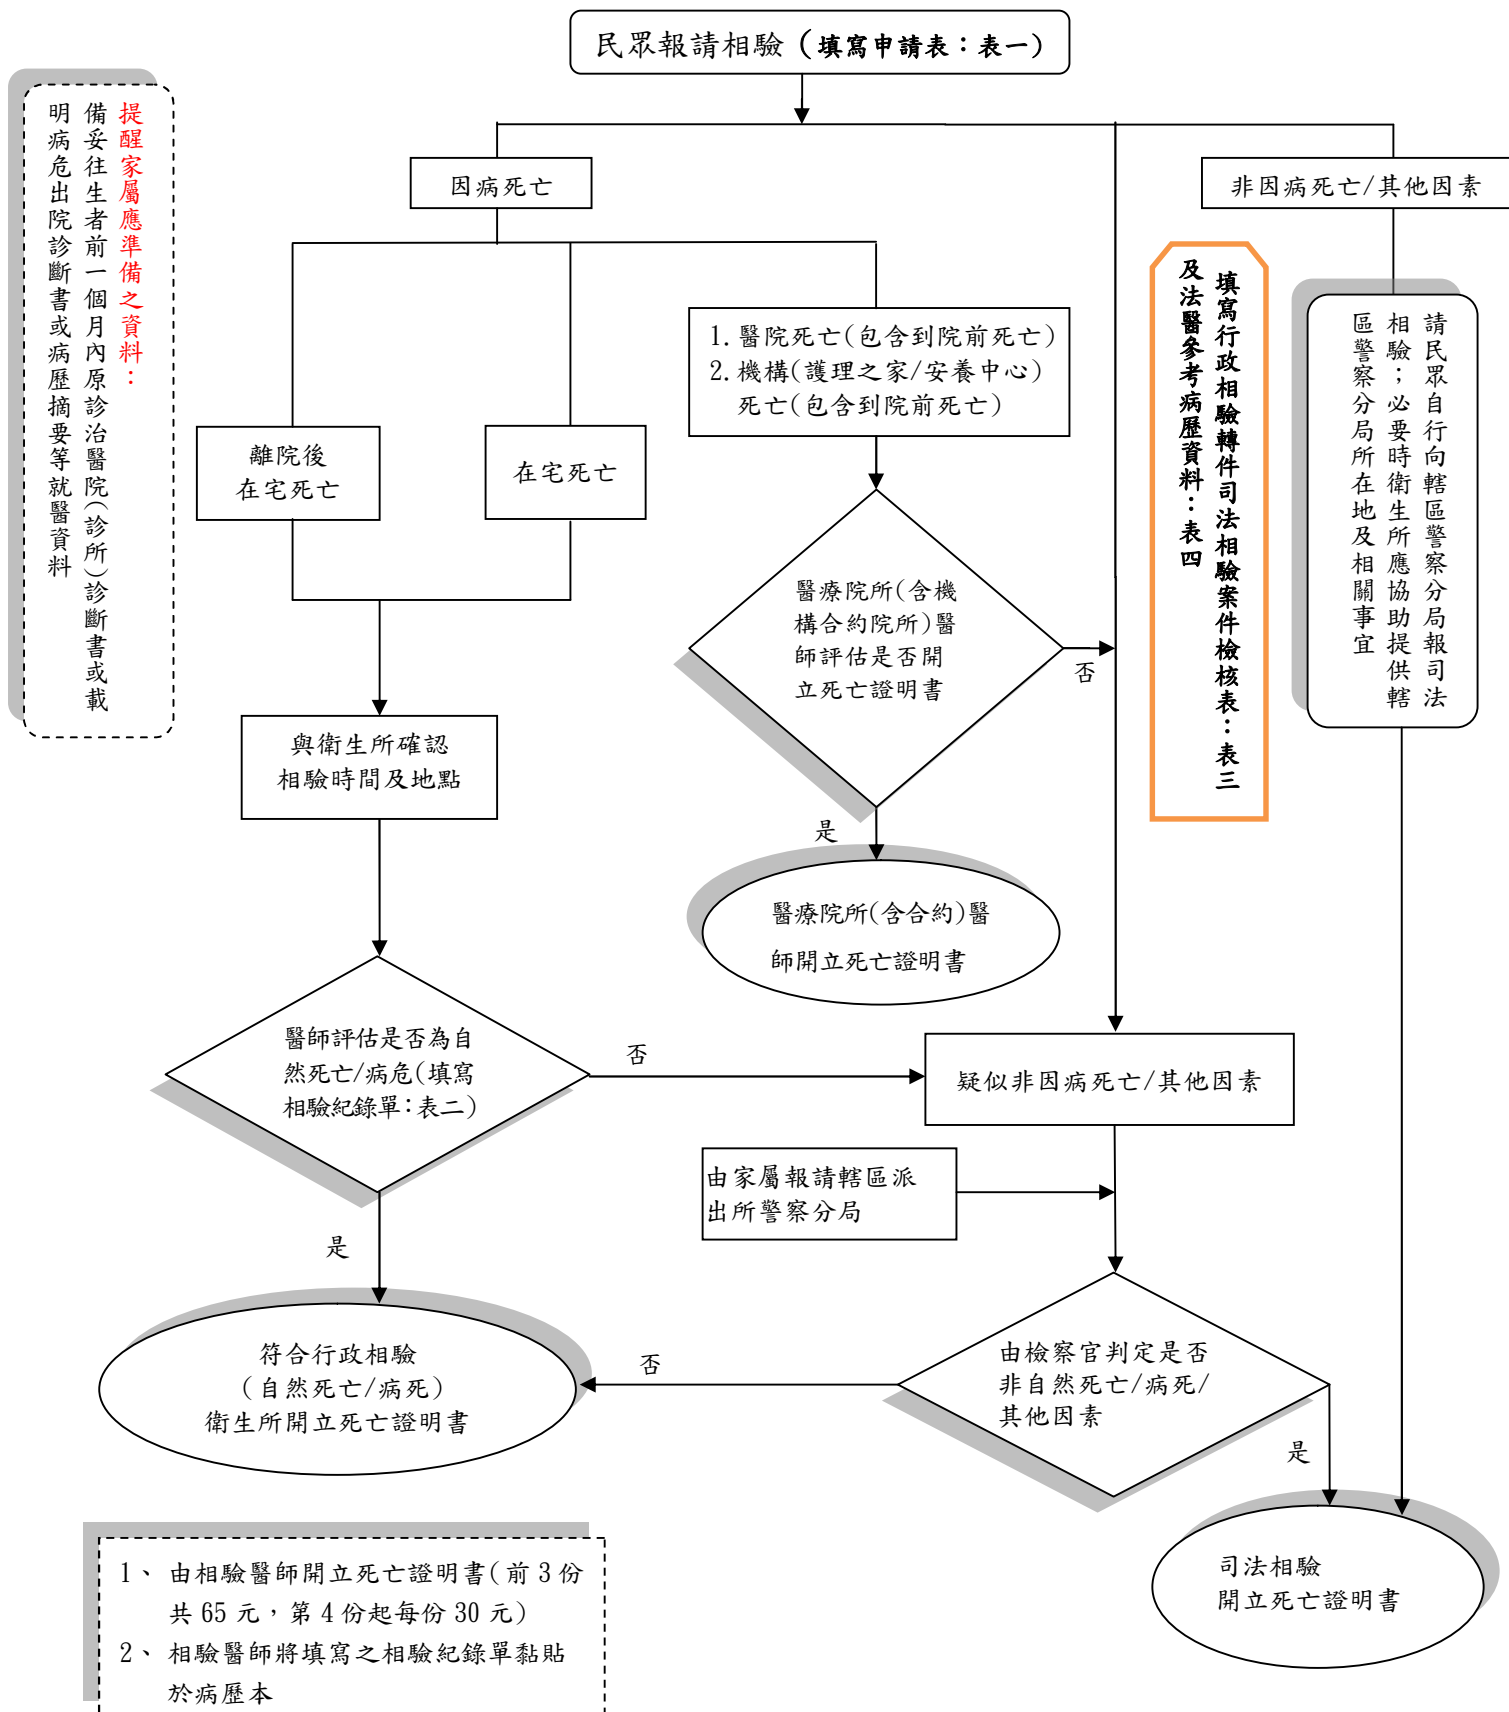 民眾報請相驗（填寫申請表：表一）
提醒家屬應準備之資料：
備妥往生者前一個月內原診治醫院（診所）診斷書或載
明病危出院診斷書或病歷摘要等就醫資料
因病死亡
非因病死亡/其他因素
1. 醫院死亡(包含到院前死亡)
2. 機構(護理之家/安養中心)
死亡(包含到院前死亡)
填寫行政相驗轉件司法相驗案件檢核表：表三
及法醫參考病歷資料：表四
請民眾自行向轄區警察分局報司法
相驗；必要時衛生所應協助提供轄
區警察分局所在地及相關事宜
離院後
在宅死亡
在宅死亡
醫療院所(含機
構合約院所)醫
師評估是否開
立死亡證明書
否
與衛生所確認
相驗時間及地點
是
醫療院所(含合約)醫
師開立死亡證明書
醫師評估是否為自
然死亡/病危(填寫
相驗紀錄單：表二)
否
疑似非因病死亡/其他因素
由家屬報請轄區派
出所警察分局
是
符合行政相驗
（自然死亡/病死）
衛生所開立死亡證明書
否
由檢察官判定是否
非自然死亡/病死/
其他因素
是
司法相驗
開立死亡證明書
1、 由相驗醫師開立死亡證明書(前 3 份
共 65 元，第 4 份起每份 30 元)
2、 相驗醫師將填寫之相驗紀錄單黏貼
於病歷本